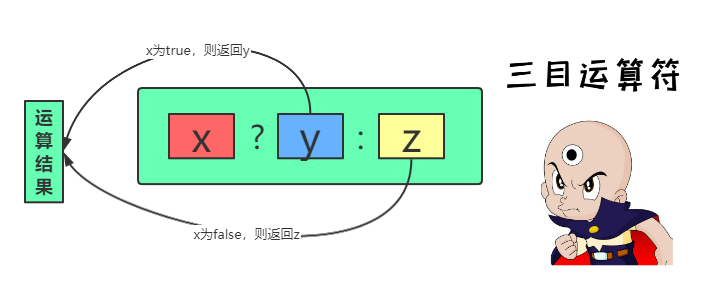 x为true，则返回y
三目运算符
运算结果
x ? y : z
x为false，则返回z